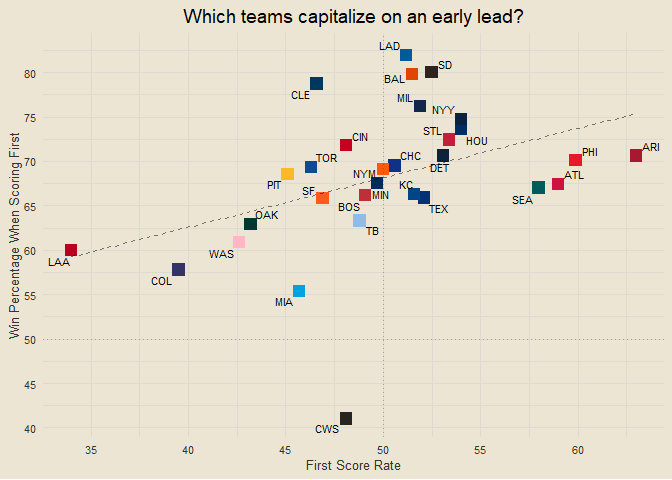 Which teams capitalize on an early lead?
Win Percentage When Scoring First
80
75
70
65
60
55
50
45
40
LAD
SD
BAL
CLE
MIL
NYY
STL
HOU
CIN
DET
CHC
TOR
PHI
ARI
PIT
NYM
ATL
SF
MIN
KC
SEA
BOS
TEX
OAK
TB
WAS
LAA
COL
MIA
CWS
35
40
45
50
55
60
First Score Rate